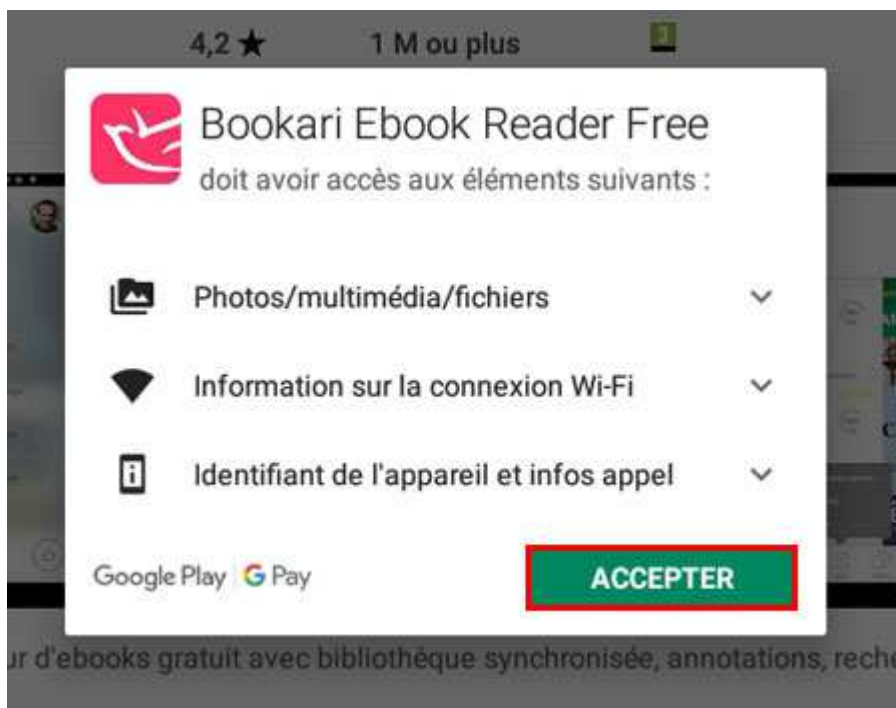 4,2 ★ 1 M ou plus 3
Bookari Ebook Reader Free
doit avoir accès aux éléments suivants :
Photos/multimédia/fichiers
Information sur la connexion Wi-Fi
Identifiant de l'appareil et infos appel
Google Play G Pay
ACCEPTER
ur d'ebooks gratuit avec bibliothèque synchronisée, annotations, reche